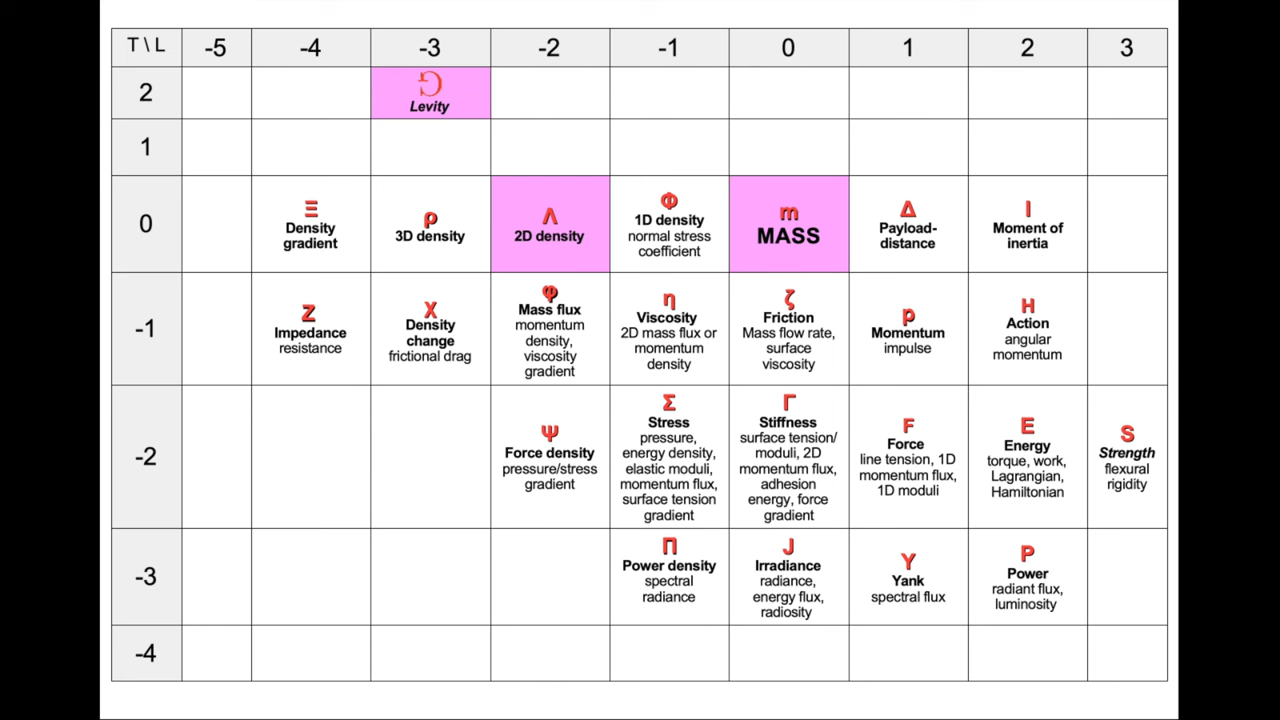 T \ L -5 -4 -3 -2 -1 0 1 2 3
2
Levity
1
0
Ξ
Density
gradient
ρ
3D density
Λ
2D density
Φ
1D density
normal stress
coefficient
m
MASS
Δ
Payload-
distance
I
Moment of
inertia
-1
Z
Impedance
resistance
χ
Density
change
frictional drag
φ
Mass flux
momentum
density,
viscosity
gradient
η
Viscosity
2D mass flux or
momentum
density
ζ
Friction
Mass flow rate,
surface
viscosity
p
Momentum
impulse
H
Action
angular
momentum
-2
Ψ
Force density
pressure/stress
gradient
Σ
Stress
pressure,
energy density,
elastic moduli,
momentum flux,
surface tension
gradient
Γ
Stiffness
surface tension/
moduli, 2D
momentum flux,
adhesion
energy, force
gradient
F
Force
line tension, 1D
momentum flux,
1D moduli
E
Energy
torque, work,
Lagrangian,
Hamiltonian
S
Strength
flexural
rigidity
-3
Π
Power density
spectral
radiance
J
Irradiance
radiance,
energy flux,
radiosity
Y
Yank
spectral flux
P
Power
radiant flux,
luminosity
-4